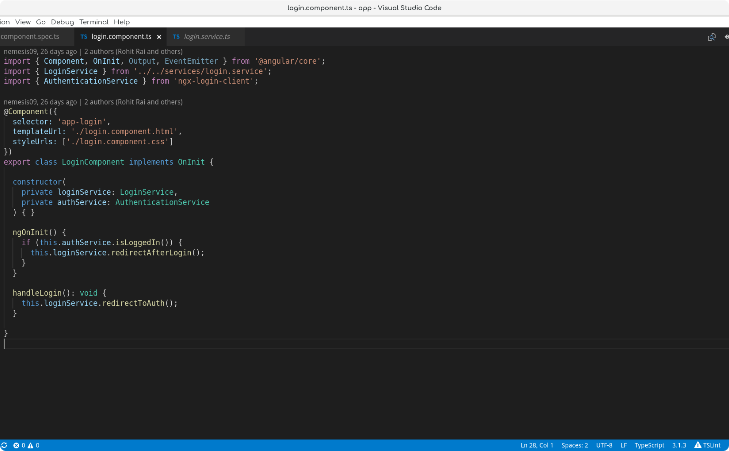 login.component.ts - app - Visual Studio Code
ion View Go Debug Terminal Help
component.spec.ts TS login.component.ts × TS login.service.ts
nemesis09, 26 days ago | 2 authors (Rohit Rai and others)
import { Component, OnInit, Output, EventEmitter } from '@angular/core';
import { LoginService } from '../../services/login.service';
import { AuthenticationService } from 'ngx-login-client';
nemesis09, 26 days ago | 2 authors (Rohit Rai and others)
@Component({
  selector: 'app-login',
  templateUrl: './login.component.html',
  styleUrls: ['./login.component.css']
})
export class LoginComponent implements OnInit {
  constructor(
    private loginService: LoginService,
    private authService: AuthenticationService
  ) { }
  ngOnInit() {
    if (this.authService.isLoggedIn()) {
      this.loginService.redirectAfterLogin();
    }
  }
  handleLogin(): void {
    this.loginService.redirectToAuth();
  }
}
0 0 Ln 28, Col 1 Spaces: 2 UTF-8 LF TypeScript 3.1.3 TSLint